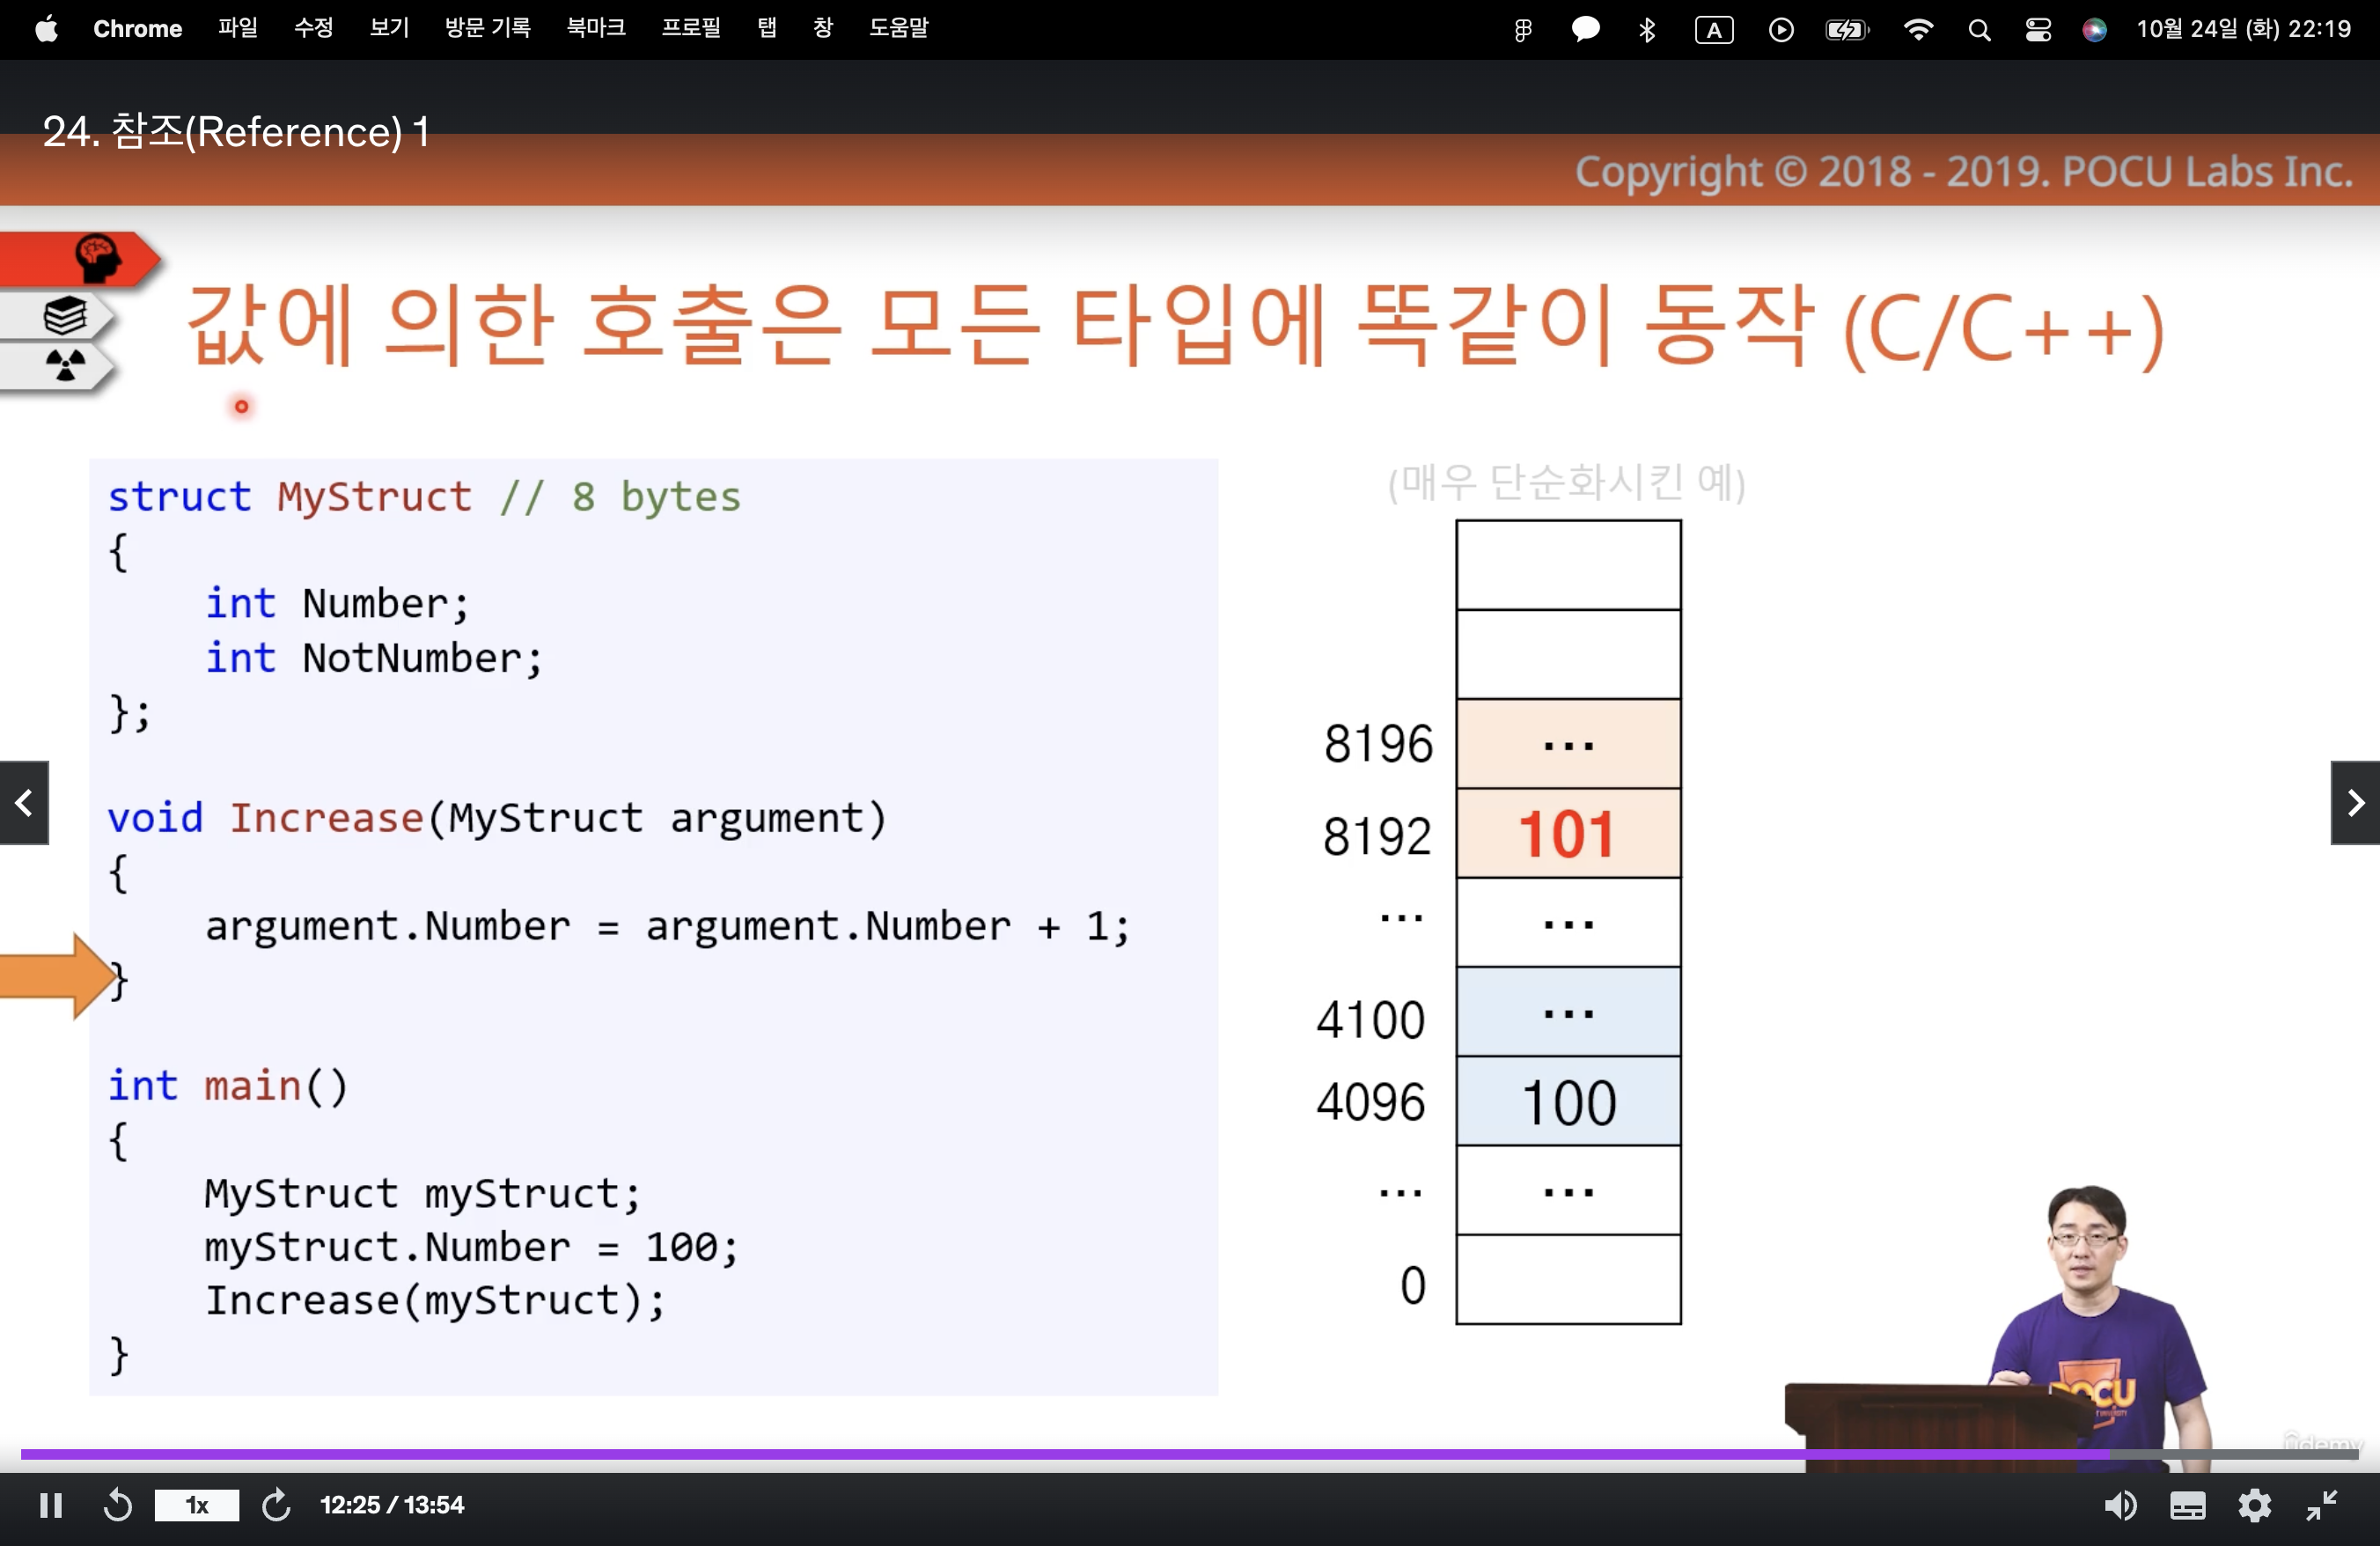 Chrome 파일 수정 보기 방문 기록 북마크 프로필 탭 창 도움말 A 10월 24일 (화) 22:19
24. 참조(Reference) 1
Copyright © 2018 - 2019. POCU Labs Inc.
값에 의한 호출은 모든 타입에 똑같이 동작 (C/C++)
struct MyStruct // 8 bytes
{
int Number;
int NotNumber;
};
void Increase(MyStruct argument)
{
argument.Number = argument.Number + 1;
}
int main()
{
MyStruct myStruct;
myStruct.Number = 100;
Increase(myStruct);
}
(매우 단순화시킨 예)
8196 ...
8192 101
... ...
4100 ...
4096 100
... ...
0
POCU
udemy
1x 12:25 / 13:54